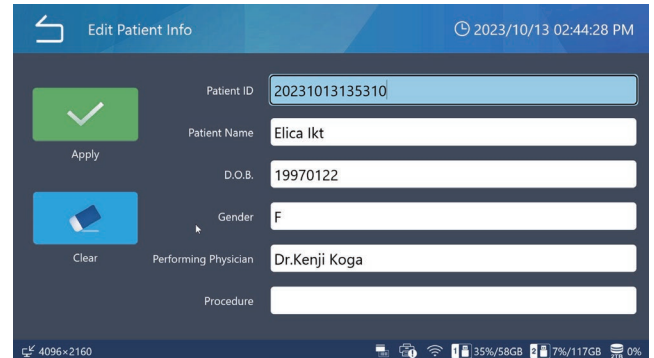 Edit Patient Info
2023/10/13 02:44:28 PM
Patient ID 20231013135310
Apply
Patient Name Elica Ikt
D.O.B. 19970122
Clear
Gender F
Performing Physician Dr.Kenji Koga
Procedure
4096×2160 1 35%/58GB 2 7%/117GB 2TB 0%